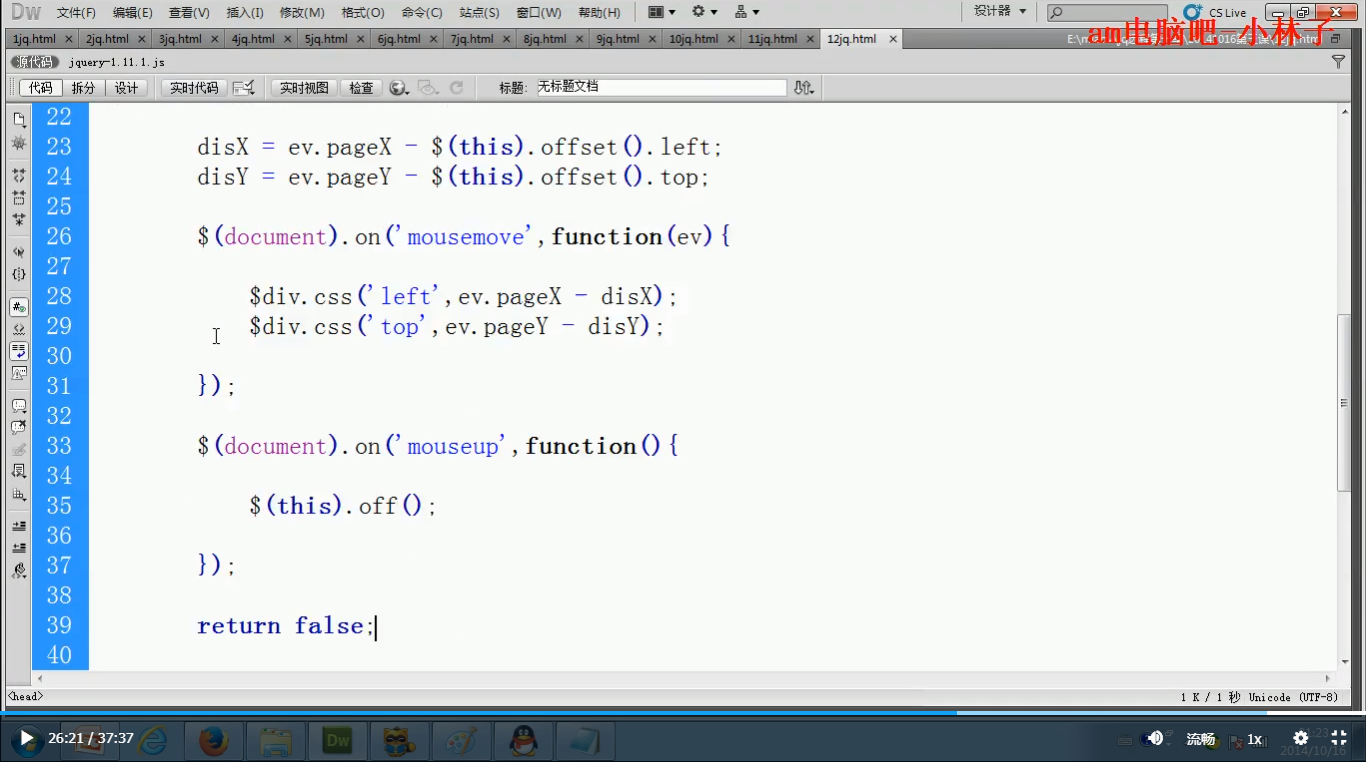 Dw 文件(F) 编辑(E) 查看(V) 插入(I) 修改(M) 格式(O) 命令(C) 站点(S) 窗口(W) 帮助(H) 设计器 CS Live
am电脑吧-小林子
1jq.html 2jq.html 3jq.html 4jq.html 5jq.html 6jq.html 7jq.html 8jq.html 9jq.html 10jq.html 11jq.html 12jq.html
源代码 jquery-1.11.1.js
代码 拆分 设计 实时代码 实时视图 检查 标题: 无标题文档
22
23 disX = ev.pageX - $(this).offset().left;
24 disY = ev.pageY - $(this).offset().top;
25
26 $(document).on('mousemove',function(ev){
27
28 $div.css('left',ev.pageX - disX);
29 $div.css('top',ev.pageY - disY);
30
31 });
32
33 $(document).on('mouseup',function(){
34
35 $(this).off();
36
37 });
38
39 return false;
40
<head> 1 K / 1 秒 Unicode (UTF-8)
26:21 / 37:37 Dw 流畅 1x
2014/10/16